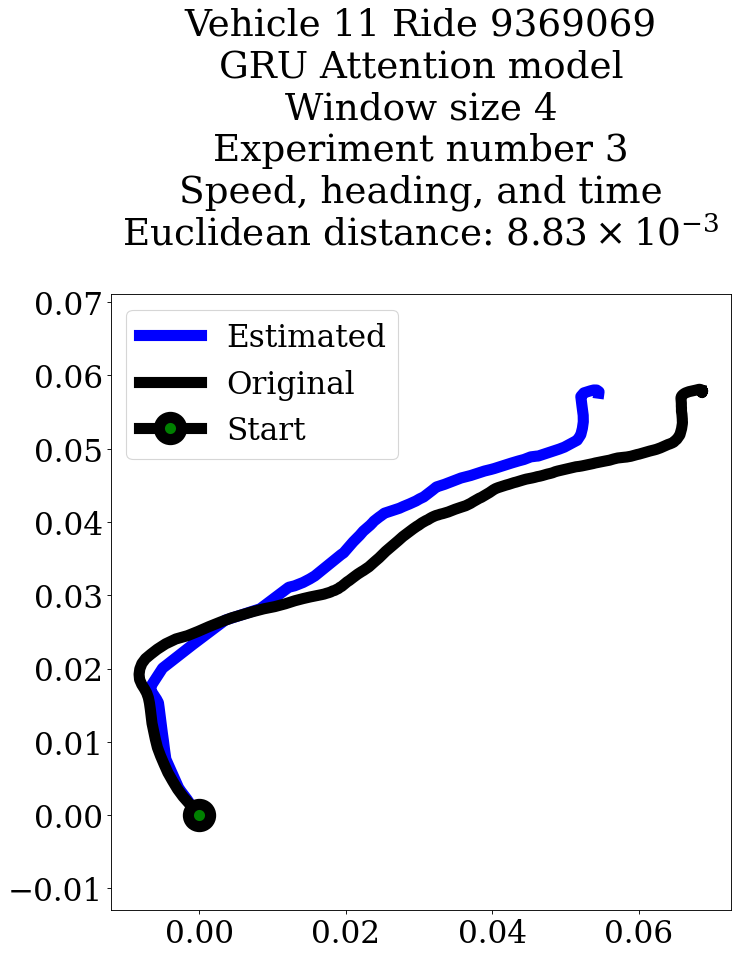 Vehicle 11 Ride 9369069
GRU Attention model
Window size 4
Experiment number 3
Speed, heading, and time
Euclidean distance: 8.83 × 10⁻³
0.07
0.06
0.05
0.04
0.03
0.02
0.01
0.00
−0.01
Estimated
Original
Start
0.00 0.02 0.04 0.06